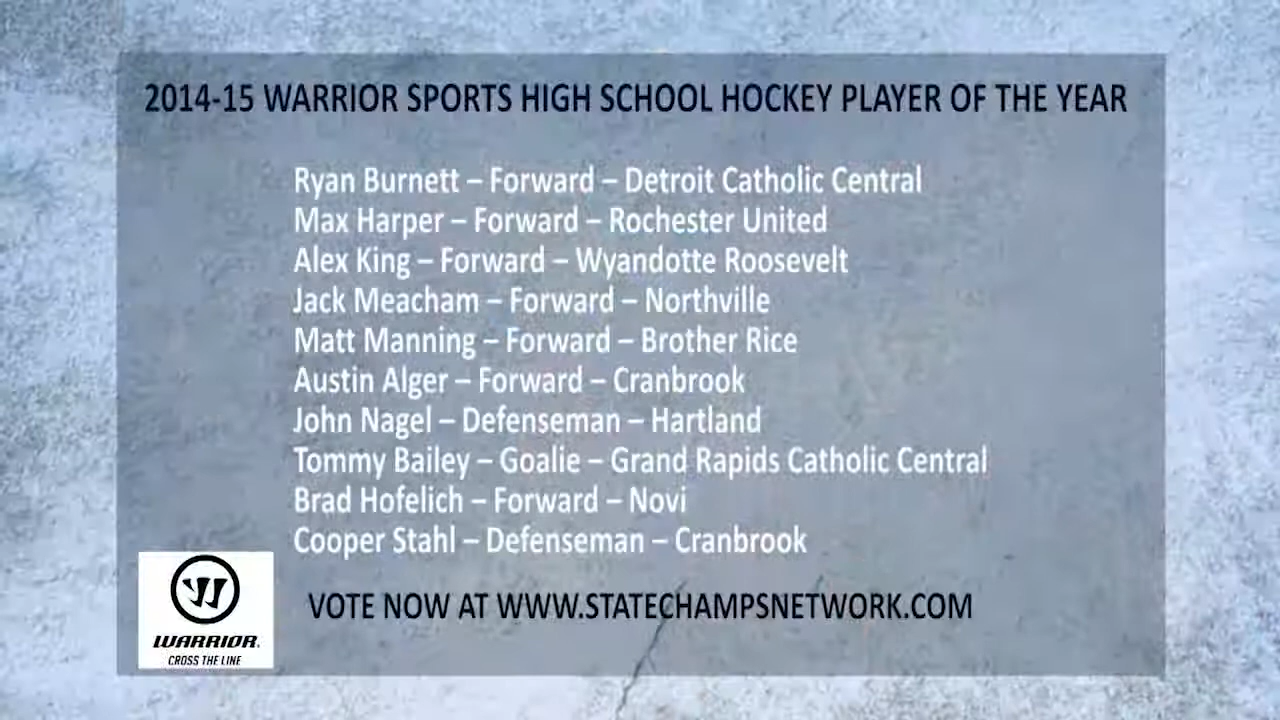 2014-15 WARRIOR SPORTS HIGH SCHOOL HOCKEY PLAYER OF THE YEAR
Ryan Burnett – Forward – Detroit Catholic Central
Max Harper – Forward – Rochester United
Alex King – Forward – Wyandotte Roosevelt
Jack Meacham – Forward – Northville
Matt Manning – Forward – Brother Rice
Austin Alger – Forward – Cranbrook
John Nagel – Defenseman – Hartland
Tommy Bailey – Goalie – Grand Rapids Catholic Central
Brad Hofelich – Forward – Novi
Cooper Stahl – Defenseman – Cranbrook
VOTE NOW AT WWW.STATECHAMPSNETWORK.COM
WARRIOR.
CROSS THE LINE